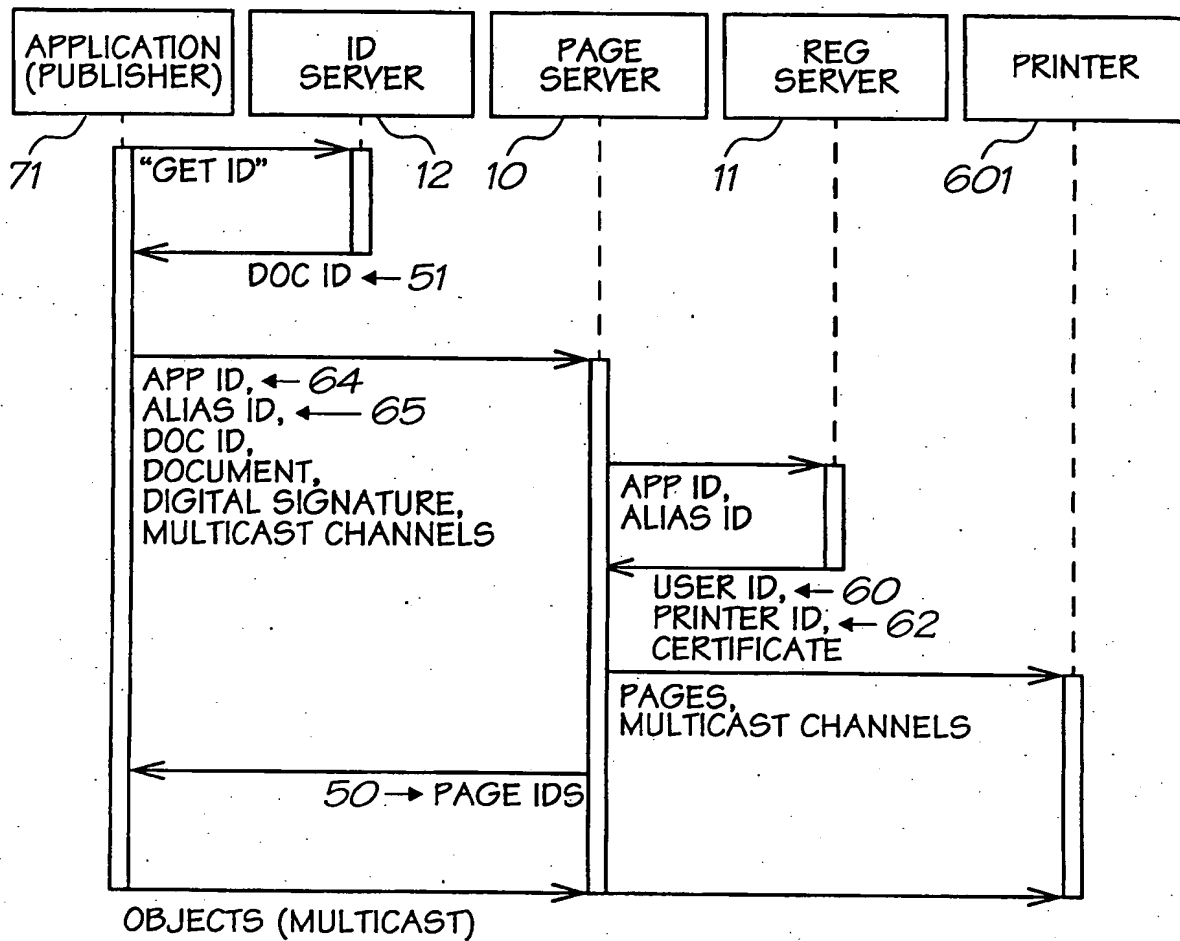 APPLICATION
(PUBLISHER)
ID
SERVER
PAGE
SERVER
REG
SERVER
PRINTER
71
12
10
11
601
"GET ID"
DOC ID ← 51
APP ID, ← 64
ALIAS ID, ← 65
DOC ID,
DOCUMENT,
DIGITAL SIGNATURE,
MULTICAST CHANNELS
APP ID,
ALIAS ID
USER ID, ← 60
PRINTER ID, ← 62
CERTIFICATE
PAGES,
MULTICAST CHANNELS
50 → PAGE IDS
OBJECTS (MULTICAST)